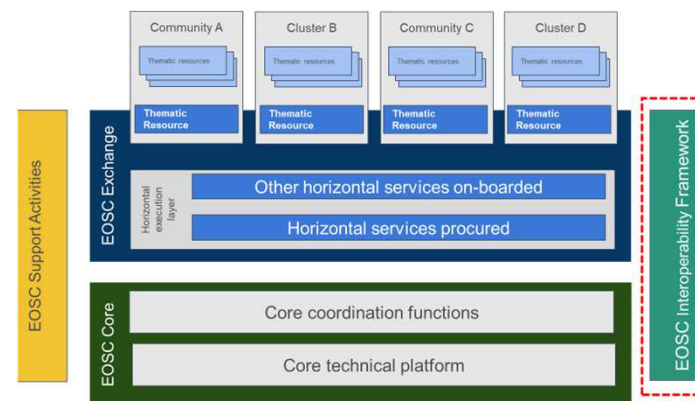 Community A
Cluster B
Community C
Cluster D
Thematic resources
Thematic resources
Thematic resources
Thematic resources
Thematic
Resource
Thematic
Resource
Thematic
Resource
Thematic
Resource
EOSC Support Activities
EOSC Exchange
Horizontal
execution
layer
Other horizontal services on-boarded
Horizontal services procured
EOSC Core
Core coordination functions
Core technical platform
EOSC Interoperability Framework